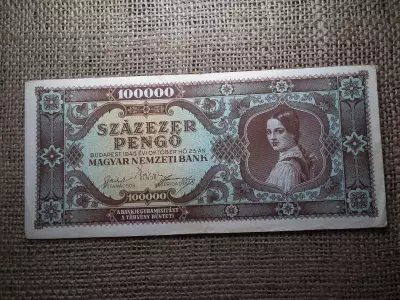 100000
SZÁZEZER
PENGŐ
BUDAPEST, 1945. ÉVI OKTÓBER HÓ 23-ÁN
MAGYAR NEMZETI BANK
100000
A BANKJEGYHAMISÍTÁST
A TÖRVÉNY BÜNTETI